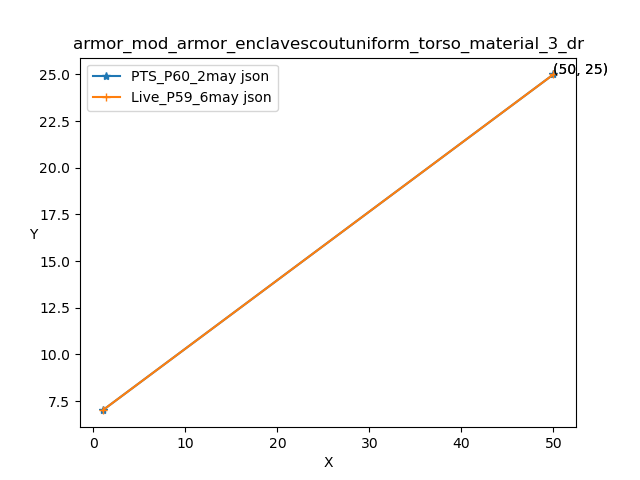 armor_mod_armor_enclavescoutuniform_torso_material_3_dr
PTS_P60_2may json
Live_P59_6may json
(50, 25)
25.0
22.5
20.0
17.5
15.0
12.5
10.0
7.5
Y
0 10 20 30 40 50
X